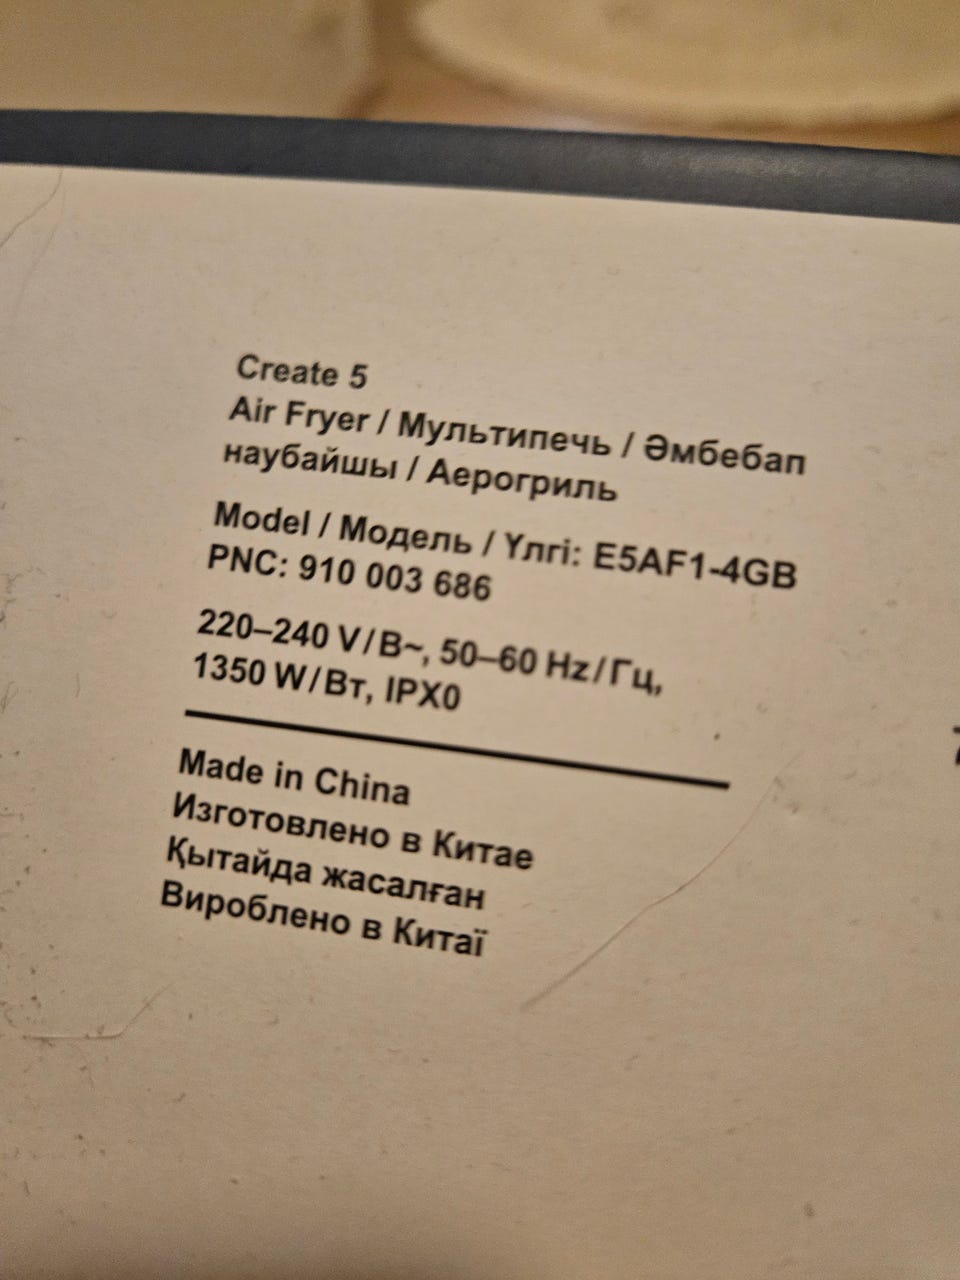 Create 5
Air Fryer / Мультипечь / Әмбебап
наубайшы / Аерогриль
Model / Модель / Үлгі: E5AF1-4GB
PNC: 910 003 686
220–240 V/В~, 50–60 Hz/Гц,
1350 W/Вт, IPX0
Made in China
Изготовлено в Китае
Қытайда жасалған
Вироблено в Китаї